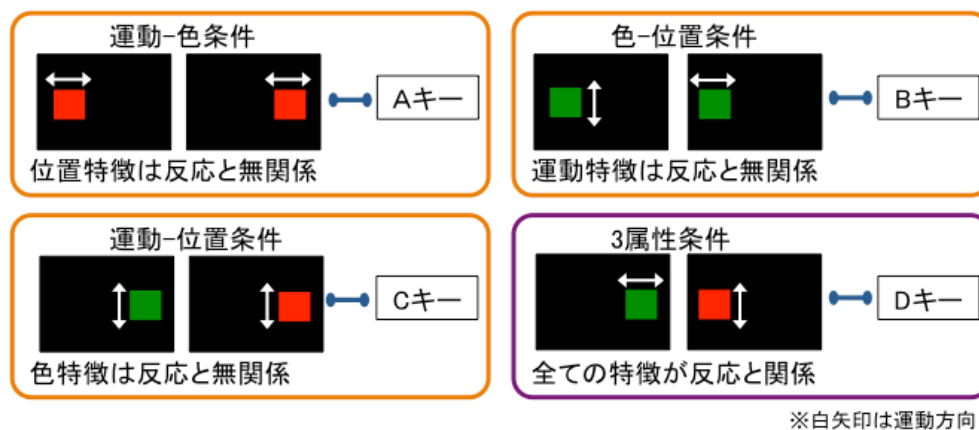 運動-色条件
Aキー
位置特徴は反応と無関係
色-位置条件
Bキー
運動特徴は反応と無関係
運動-位置条件
Cキー
色特徴は反応と無関係
3属性条件
Dキー
全ての特徴が反応と関係
※白矢印は運動方向